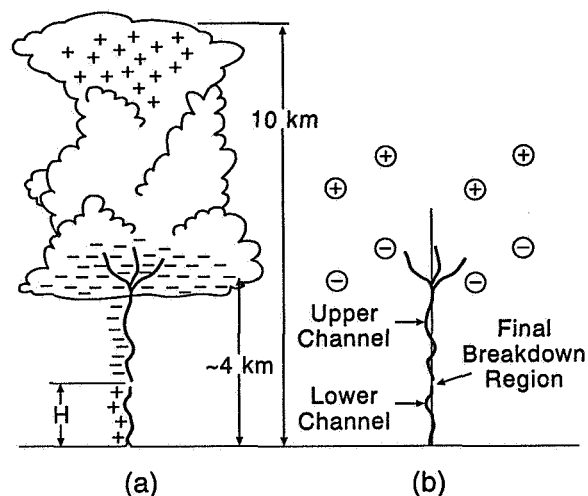 10 km
~4 km
H
Upper
Channel
Lower
Channel
Final
Breakdown
Region
(a)
(b)